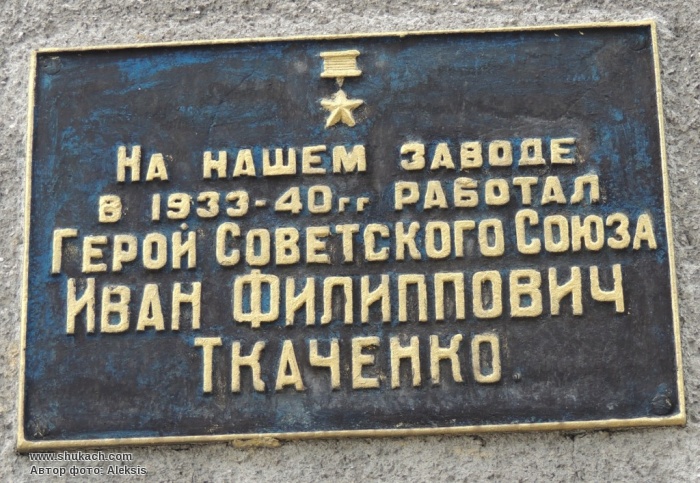 На нашем заводе
в 1933-40гг работал
Герой Советского Союза
Иван Филиппович
Ткаченко
www.shukach.com
Автор фото: Aleksis